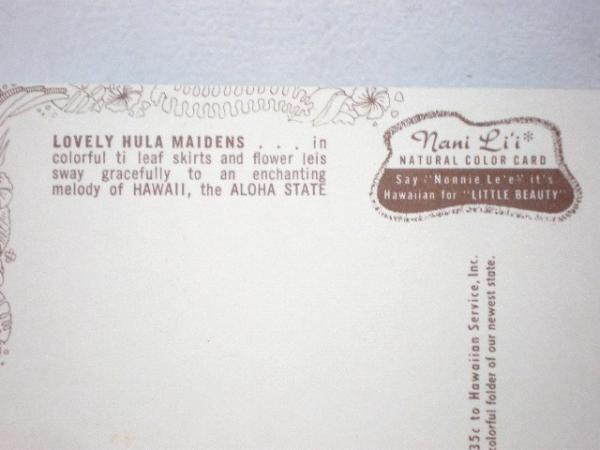 LOVELY HULA MAIDENS . . . in
colorful ti leaf skirts and flower leis
sway gracefully to an enchanting
melody of HAWAII, the ALOHA STATE
Nani Li'i*
NATURAL COLOR CARD
Say "Nonnie Le'e" it's
Hawaiian for "LITTLE BEAUTY"
35c to Hawaiian Service, Inc.
colorful folder of our newest state.